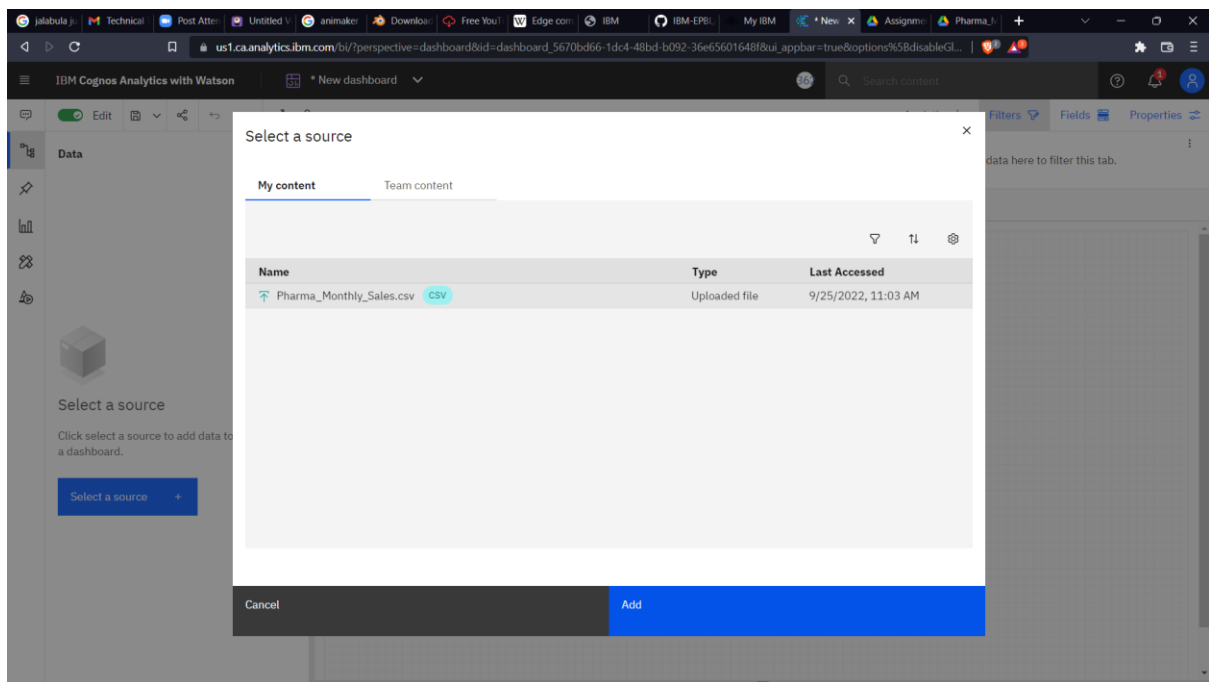 jalabula ju Technical Post Atten Untitled V animaker Download Free YouT Edge com IBM IBM-EPBL My IBM * New Assignme Pharma_M
us1.ca.analytics.ibm.com/bi/?perspective=dashboard&id=dashboard_5670bd66-1dc4-48bd-b092-36e65601648f&ui_appbar=true&options%5BdisableGl...
IBM Cognos Analytics with Watson * New dashboard 36 Search content
Edit Filters Fields Properties
Data
data here to filter this tab.
Select a source
Click select a source to add data to
a dashboard.
Select a source +
Select a source
My content Team content
Name Type Last Accessed
Pharma_Monthly_Sales.csv CSV Uploaded file 9/25/2022, 11:03 AM
Cancel Add